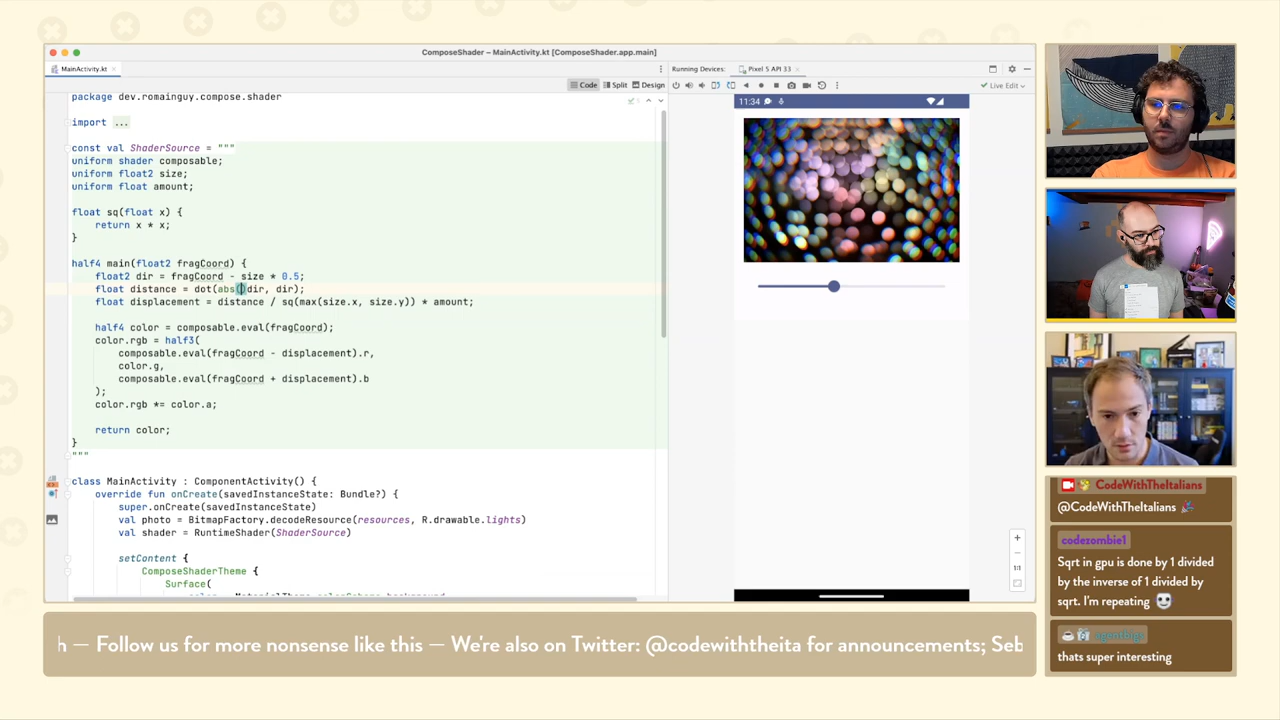 ComposeShader – MainActivity.kt [ComposeShader.app.main]
MainActivity.kt
Code Split Design
Running Devices: Pixel 5 API 33
Live Edit
11:34
package dev.romainguy.compose.shader
import ...
const val ShaderSource = """
uniform shader composable;
uniform float2 size;
uniform float amount;
float sq(float x) {
return x * x;
}
half4 main(float2 fragCoord) {
float2 dir = fragCoord - size * 0.5;
float distance = dot(abs()dir, dir);
float displacement = distance / sq(max(size.x, size.y)) * amount;
half4 color = composable.eval(fragCoord);
color.rgb = half3(
composable.eval(fragCoord - displacement).r,
color.g,
composable.eval(fragCoord + displacement).b
);
color.rgb *= color.a;
return color;
}
"""
class MainActivity : ComponentActivity() {
override fun onCreate(savedInstanceState: Bundle?) {
super.onCreate(savedInstanceState)
val photo = BitmapFactory.decodeResource(resources, R.drawable.lights)
val shader = RuntimeShader(ShaderSource)
setContent {
ComposeShaderTheme {
Surface(
1:1
CodeWithTheItalians
@CodeWithTheItalians
codezombie1
Sqrt in gpu is done by 1 divided
by the inverse of 1 divided by
sqrt. I'm repeating
thats super interesting
h — Follow us for more nonsense like this — We're also on Twitter: @codewiththeita for announcements; Seb